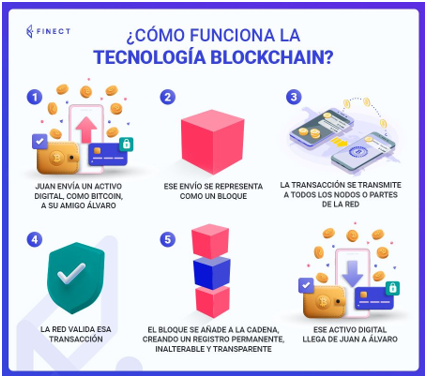 FINECT
¿CÓMO FUNCIONA LA
TECNOLOGÍA BLOCKCHAIN?
1
JUAN ENVÍA UN ACTIVO
DIGITAL, COMO BITCOIN,
A SU AMIGO ÁLVARO
2
ESE ENVÍO SE REPRESENTA
COMO UN BLOQUE
3
LA TRANSACCIÓN SE TRANSMITE
A TODOS LOS NODOS O PARTES
DE LA RED
4
LA RED VALIDA ESA
TRANSACCIÓN
5
EL BLOQUE SE AÑADE A LA CADENA,
CREANDO UN REGISTRO PERMANENTE,
INALTERABLE Y TRANSPARENTE
ESE ACTIVO DIGITAL
LLEGA DE JUAN A ÁLVARO